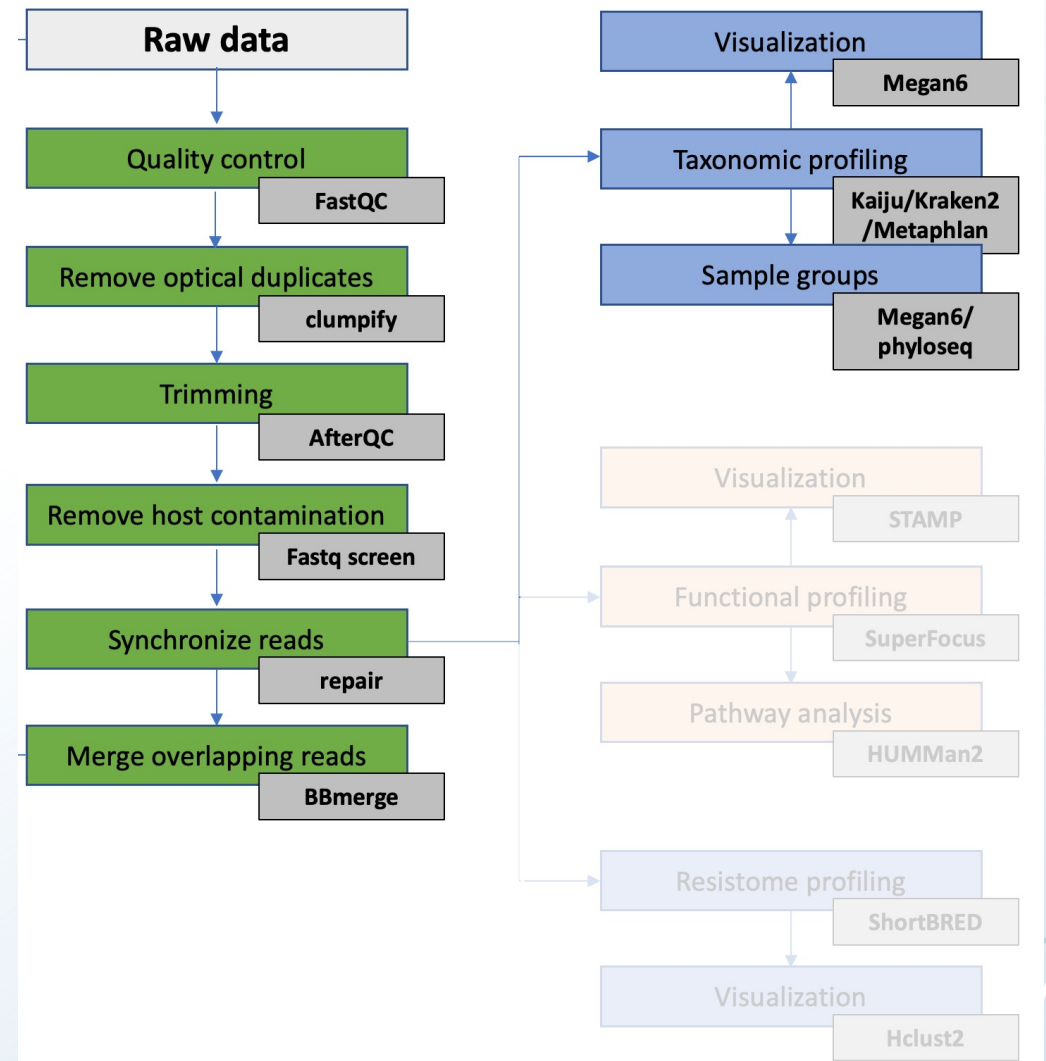 Raw data
Quality control
FastQC
Remove optical duplicates
clumpify
Trimming
AfterQC
Remove host contamination
Fastq screen
Synchronize reads
repair
Merge overlapping reads
BBmerge
Visualization
Megan6
Taxonomic profiling
Kaiju/Kraken2
/Metaphlan
Sample groups
Megan6/
phyloseq
Visualization
STAMP
Functional profiling
SuperFocus
Pathway analysis
HUMMan2
Resistome profiling
ShortBRED
Visualization
Hclust2